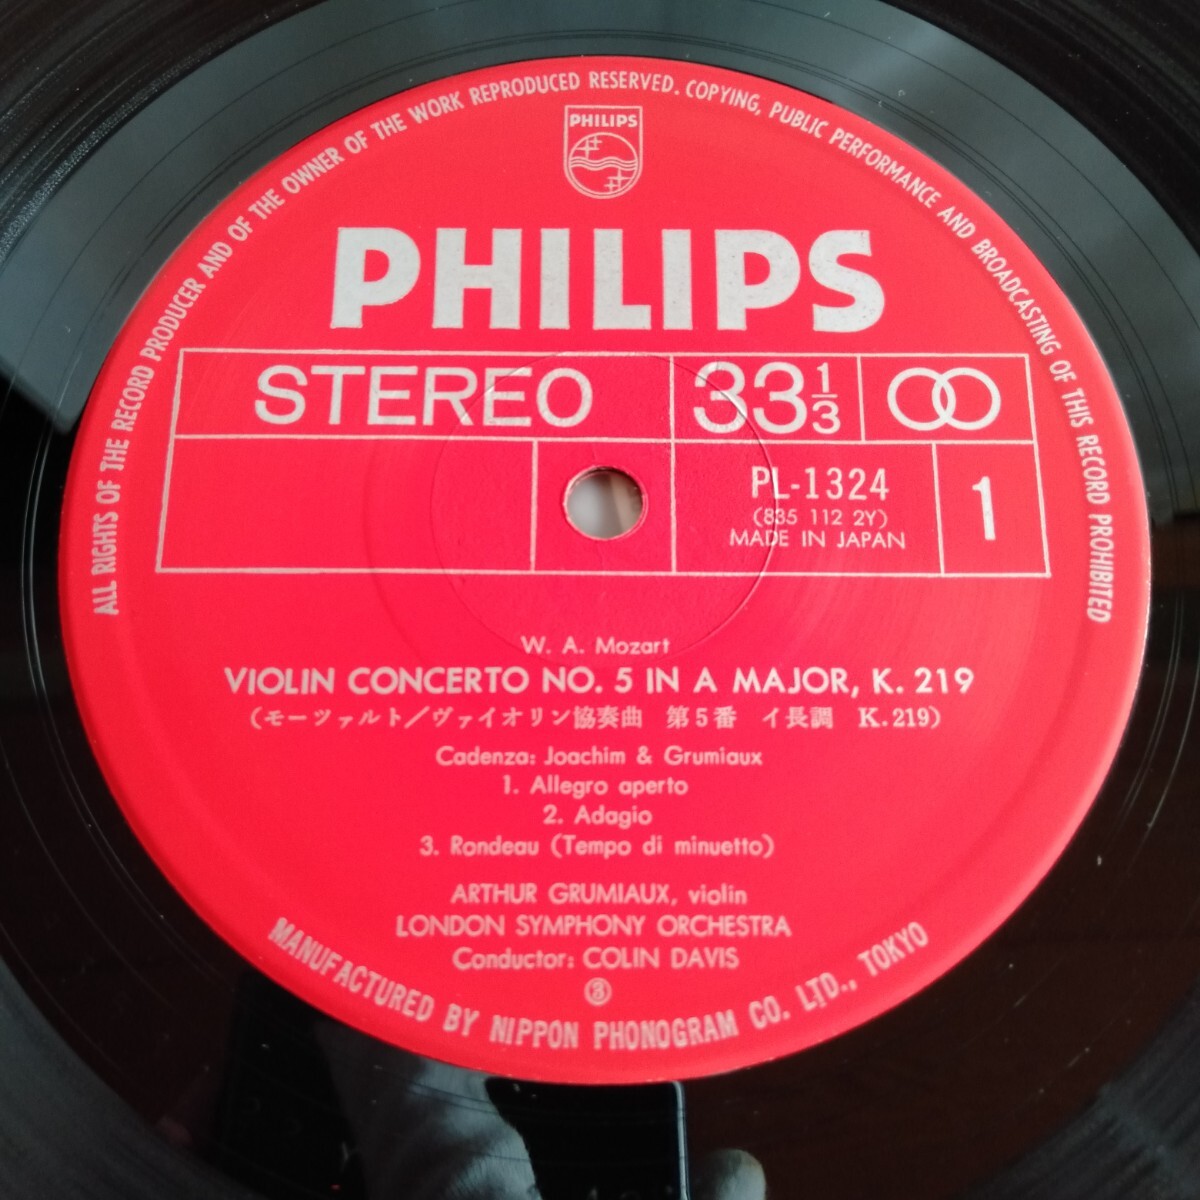 ALL RIGHTS OF THE RECORD PRODUCER AND OF THE OWNER OF THE WORK REPRODUCED RESERVED. COPYING, PUBLIC PERFORMANCE AND BROADCASTING OF THIS RECORD PROHIBITED
PHILIPS
PHILIPS
STEREO
33 1/3
PL-1324
(835 112 2Y)
MADE IN JAPAN
1
W. A. Mozart
VIOLIN CONCERTO NO. 5 IN A MAJOR, K. 219
(モーツァルト/ヴァイオリン協奏曲 第5番 イ長調 K.219)
Cadenza: Joachim & Grumiaux
1. Allegro aperto
2. Adagio
3. Rondeau (Tempo di minuetto)
ARTHUR GRUMIAUX, violin
LONDON SYMPHONY ORCHESTRA
Conductor: COLIN DAVIS
③
MANUFACTURED BY NIPPON PHONOGRAM CO. LTD., TOKYO